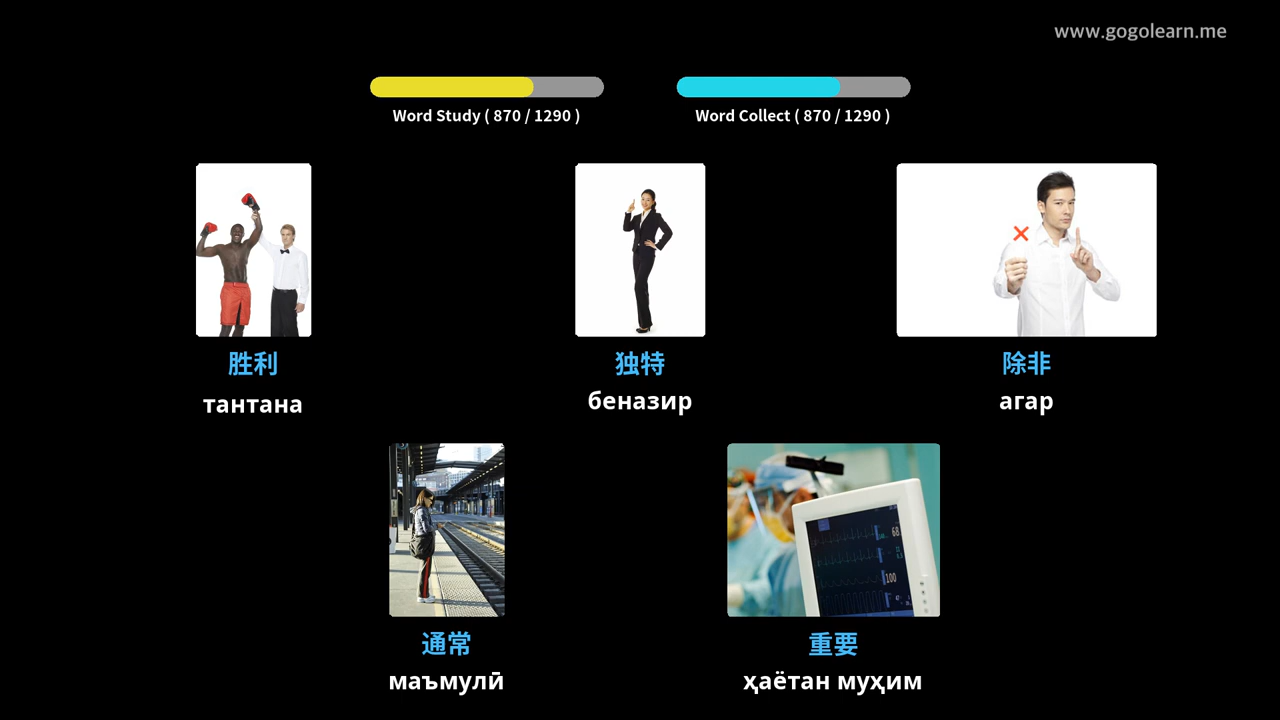 www.gogolearn.me
Word Study ( 870 / 1290 )
Word Collect ( 870 / 1290 )
胜利
тантана
独特
беназир
除非
агар
通常
маъмулӣ
重要
ҳаётан муҳим